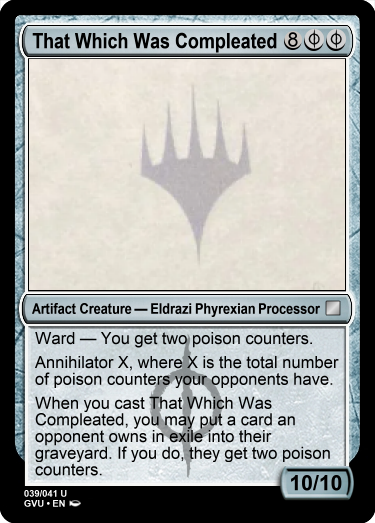 That Which Was Compleated 8
Artifact Creature — Eldrazi Phyrexian Processor
Ward — You get two poison counters.
Annihilator X, where X is the total number
of poison counters your opponents have.
When you cast That Which Was
Compleated, you may put a card an
opponent owns in exile into their
graveyard. If you do, they get two poison
counters.
10/10
039/041 U
GVU • EN